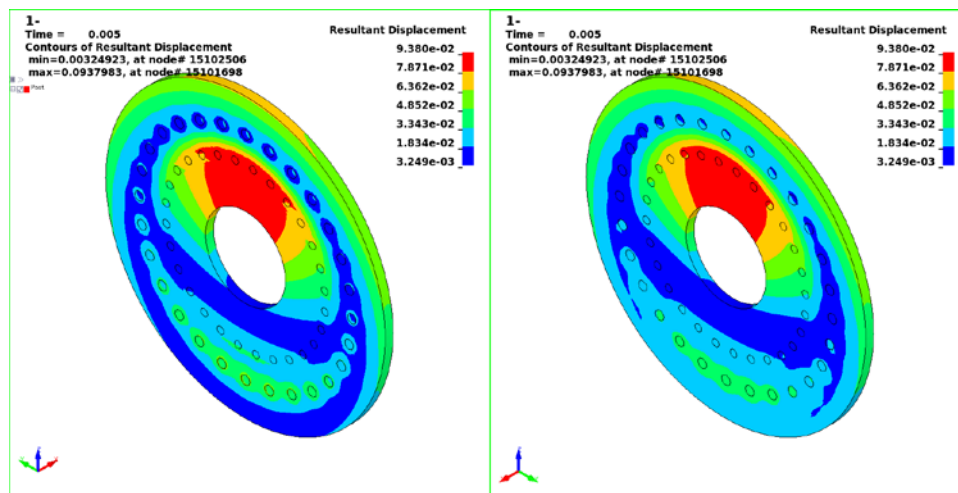 1-
Time = 0.005
Contours of Resultant Displacement
min=0.00324923, at node# 15102506
max=0.0937983, at node# 15101698
Part
Resultant Displacement
9.380e-02
7.871e-02
6.362e-02
4.852e-02
3.343e-02
1.834e-02
3.249e-03
1-
Time = 0.005
Contours of Resultant Displacement
min=0.00324923, at node# 15102506
max=0.0937983, at node# 15101698
Resultant Displacement
9.380e-02
7.871e-02
6.362e-02
4.852e-02
3.343e-02
1.834e-02
3.249e-03